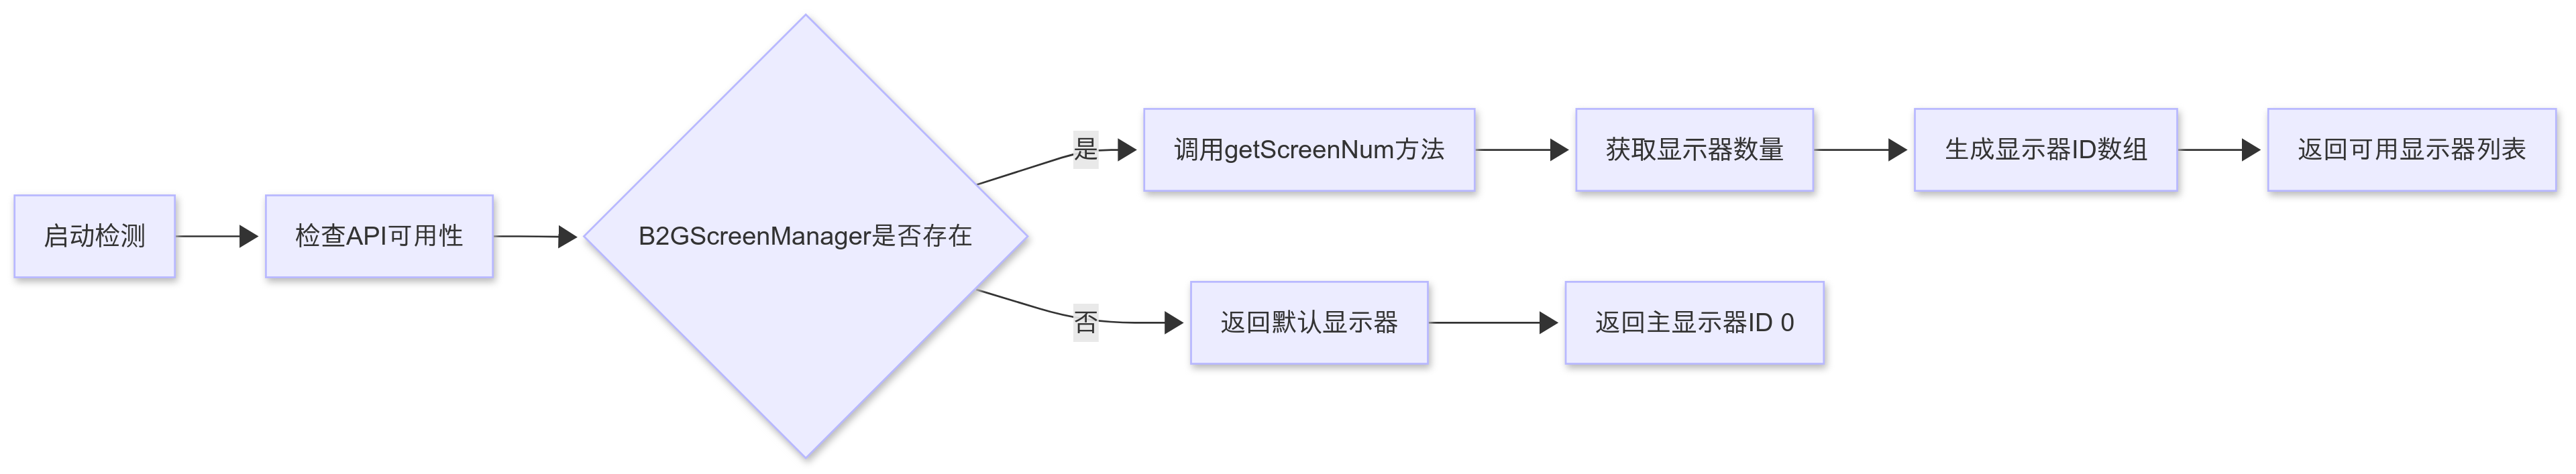 启动检测
检查API可用性
B2GScreenManager是否存在
是
调用getScreenNum方法
获取显示器数量
生成显示器ID数组
返回可用显示器列表
否
返回默认显示器
返回主显示器ID 0